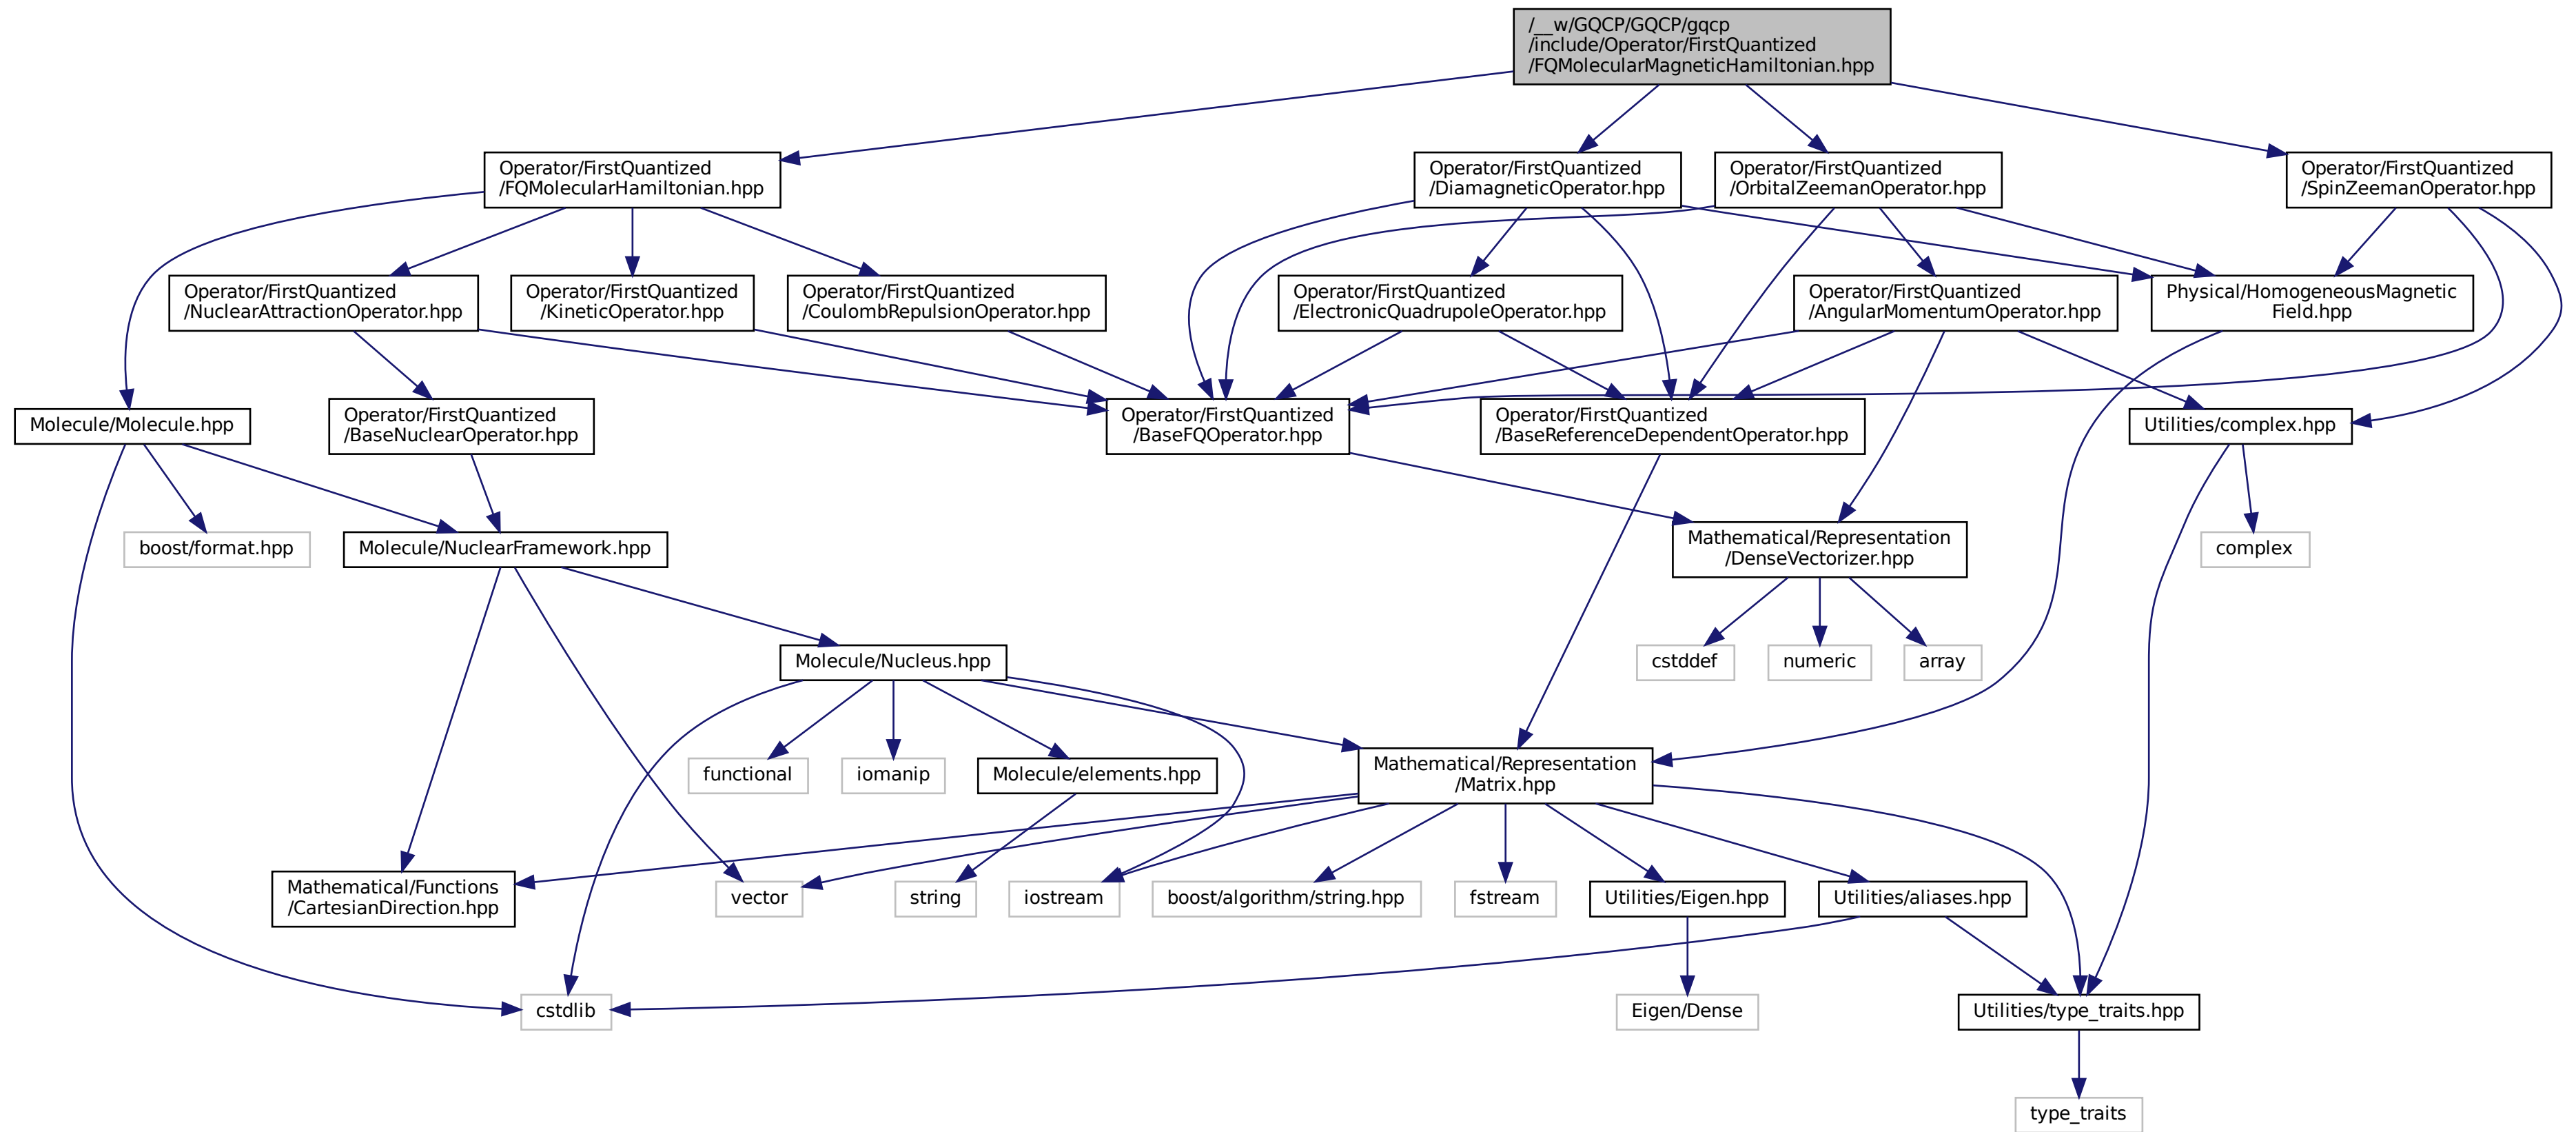 /__w/GQCP/GQCP/gqcp
/include/Operator/FirstQuantized
/FQMolecularMagneticHamiltonian.hpp
Operator/FirstQuantized
/FQMolecularHamiltonian.hpp
Operator/FirstQuantized
/DiamagneticOperator.hpp
Operator/FirstQuantized
/OrbitalZeemanOperator.hpp
Operator/FirstQuantized
/SpinZeemanOperator.hpp
Operator/FirstQuantized
/NuclearAttractionOperator.hpp
Operator/FirstQuantized
/KineticOperator.hpp
Operator/FirstQuantized
/CoulombRepulsionOperator.hpp
Operator/FirstQuantized
/ElectronicQuadrupoleOperator.hpp
Operator/FirstQuantized
/AngularMomentumOperator.hpp
Physical/HomogeneousMagnetic
Field.hpp
Molecule/Molecule.hpp
Operator/FirstQuantized
/BaseNuclearOperator.hpp
Operator/FirstQuantized
/BaseFQOperator.hpp
Operator/FirstQuantized
/BaseReferenceDependentOperator.hpp
Utilities/complex.hpp
boost/format.hpp
Molecule/NuclearFramework.hpp
Mathematical/Representation
/DenseVectorizer.hpp
complex
Molecule/Nucleus.hpp
cstddef
numeric
array
functional
iomanip
Molecule/elements.hpp
Mathematical/Representation
/Matrix.hpp
Mathematical/Functions
/CartesianDirection.hpp
vector
string
iostream
boost/algorithm/string.hpp
fstream
Utilities/Eigen.hpp
Utilities/aliases.hpp
cstdlib
Eigen/Dense
Utilities/type_traits.hpp
type_traits